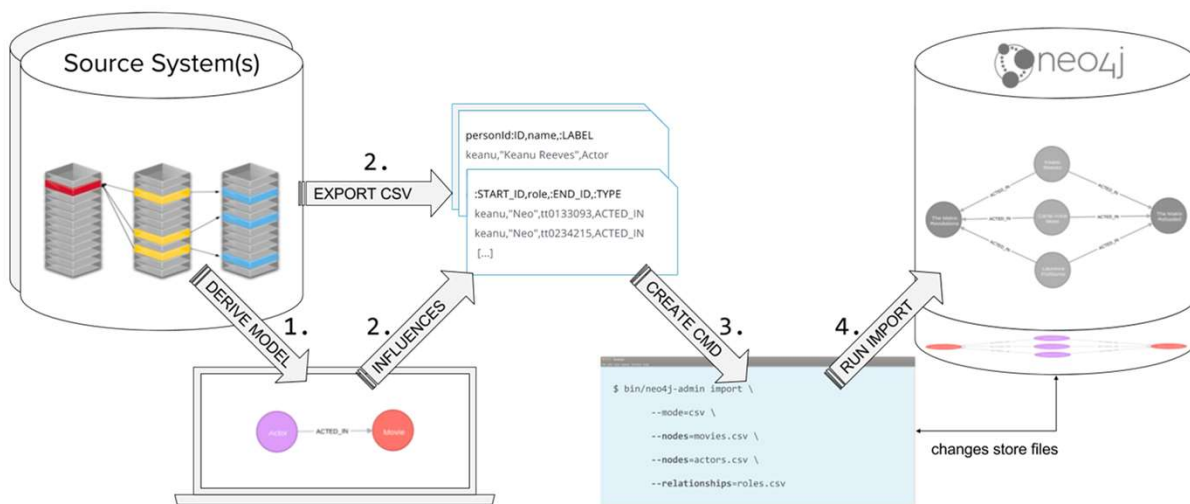 Source System(s)
neo4j
personId:ID,name,:LABEL
keanu,"Keanu Reeves",Actor
2.
EXPORT CSV
:START_ID,role,:END_ID,:TYPE
keanu,"Neo",tt0133093,ACTED_IN
keanu,"Neo",tt0234215,ACTED_IN
[...]
ACTED_IN
ACTED_IN
ACTED_IN
ACTED_IN
ACTED_IN
ACTED_IN
DERIVE MODEL
1.
2.
INFLUENCES
CREATE CMD
3.
4.
RUN IMPORT
$ bin/neo4j-admin import \
--mode=csv \
--nodes=movies.csv \
--nodes=actors.csv \
--relationships=roles.csv
Actor
ACTED_IN
Movie
changes store files